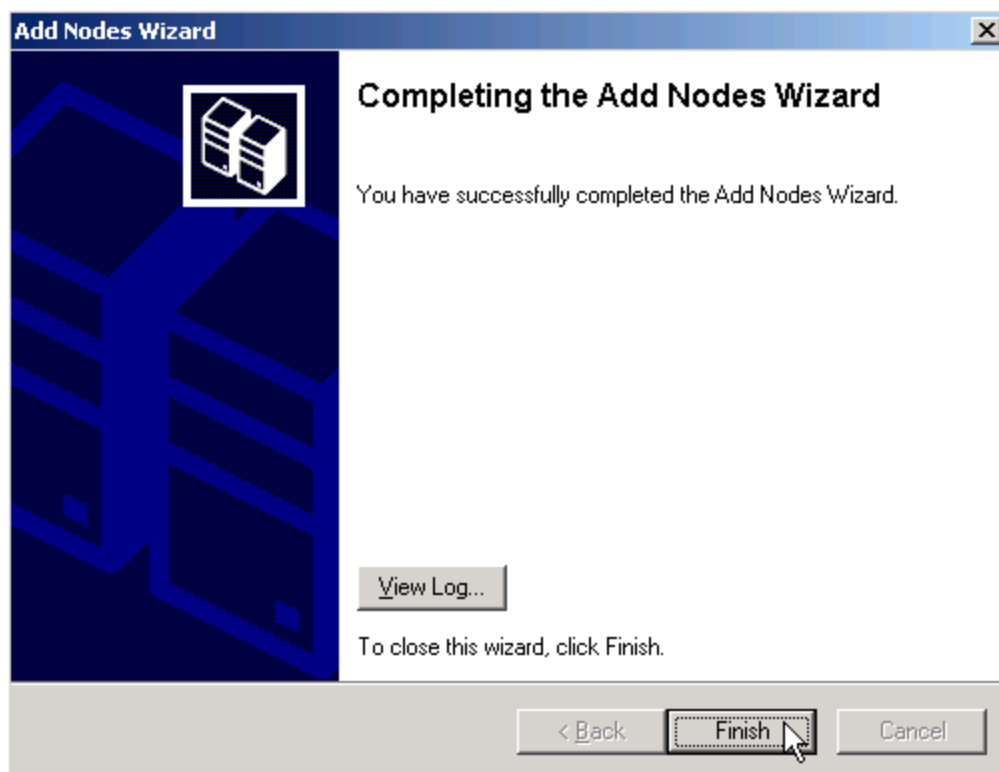 Add Nodes Wizard
Completing the Add Nodes Wizard
You have successfully completed the Add Nodes Wizard.
View Log...
To close this wizard, click Finish.
< Back
Finish
Cancel